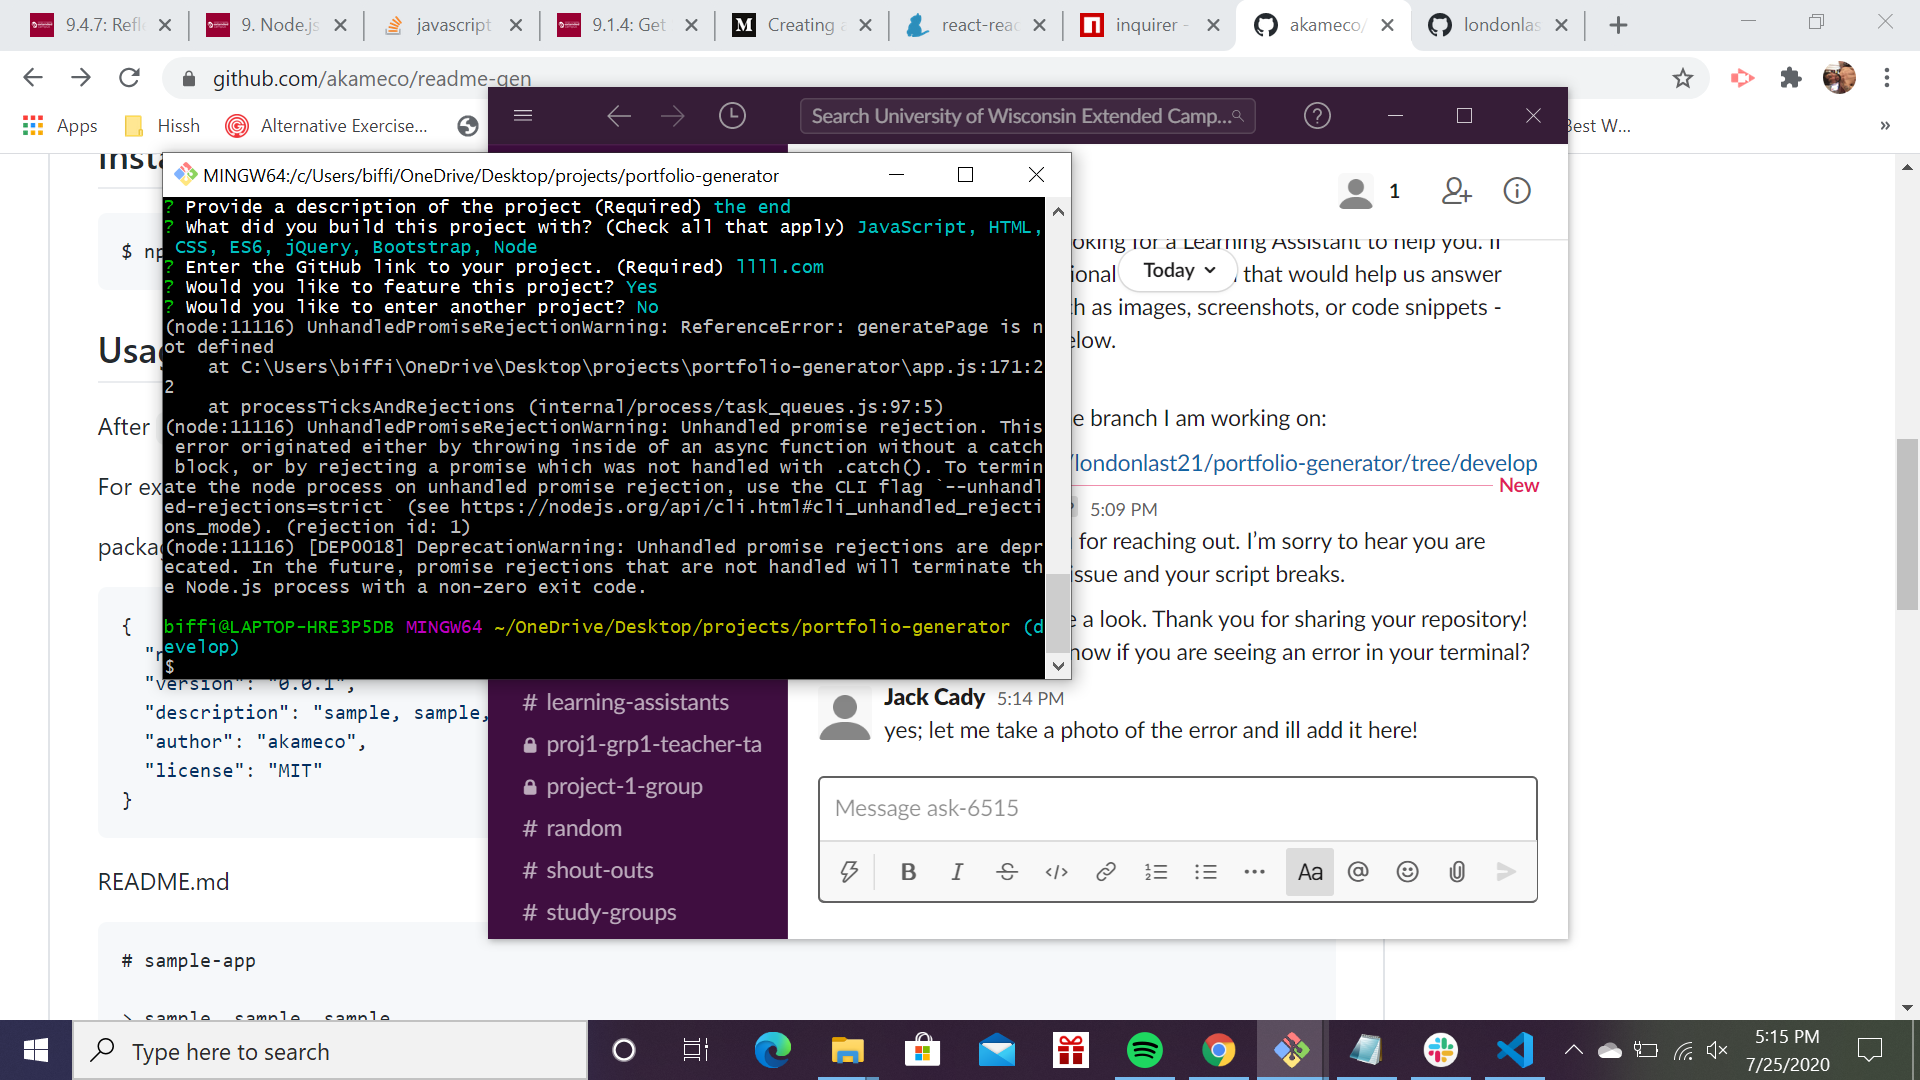 9.4.7: Refle
9. Node.js
javascript
9.1.4: Get
Creating a
react-reac
inquirer -
akameco/
londonlas
github.com/akameco/readme-gen
Apps
Hissh
Alternative Exercise...
Best W...
»
Search University of Wisconsin Extended Camp...
Insta
MINGW64:/c/Users/biffi/OneDrive/Desktop/projects/portfolio-generator
1
? Provide a description of the project (Required) the end
? What did you build this project with? (Check all that apply) JavaScript, HTML,
CSS, ES6, jQuery, Bootstrap, Node
? Enter the GitHub link to your project. (Required) llll.com
? Would you like to feature this project? Yes
? Would you like to enter another project? No
(node:11116) UnhandledPromiseRejectionWarning: ReferenceError: generatePage is n
ot defined
at C:\Users\biffi\OneDrive\Desktop\projects\portfolio-generator\app.js:171:2
2
at processTicksAndRejections (internal/process/task_queues.js:97:5)
(node:11116) UnhandledPromiseRejectionWarning: Unhandled promise rejection. This
error originated either by throwing inside of an async function without a catch
block, or by rejecting a promise which was not handled with .catch(). To termin
ate the node process on unhandled promise rejection, use the CLI flag `--unhandl
ed-rejections=strict` (see https://nodejs.org/api/cli.html#cli_unhandled_rejecti
ons_mode). (rejection id: 1)
(node:11116) [DEP0018] DeprecationWarning: Unhandled promise rejections are depr
ecated. In the future, promise rejections that are not handled will terminate th
e Node.js process with a non-zero exit code.
biffi@LAPTOP-HRE3P5DB MINGW64 ~/OneDrive/Desktop/projects/portfolio-generator (d
evelop)
$
oking for a Learning Assistant to help you. If
ional
Today
that would help us answer
h as images, screenshots, or code snippets -
elow.
e branch I am working on:
/londonlast21/portfolio-generator/tree/develop
New
5:09 PM
for reaching out. I'm sorry to hear you are
issue and your script breaks.
e a look. Thank you for sharing your repository!
now if you are seeing an error in your terminal?
Jack Cady 5:14 PM
yes; let me take a photo of the error and ill add it here!
Message ask-6515
B I S </> Aa @
# learning-assistants
proj1-grp1-teacher-ta
project-1-group
# random
# shout-outs
# study-groups
$ np
Usag
After
For ex
packag
{
"n
"version": "0.0.1",
"description": "sample, sample,
"author": "akameco",
"license": "MIT"
}
README.md
# sample-app
> sample, sample, sample
Type here to search
5:15 PM
7/25/2020